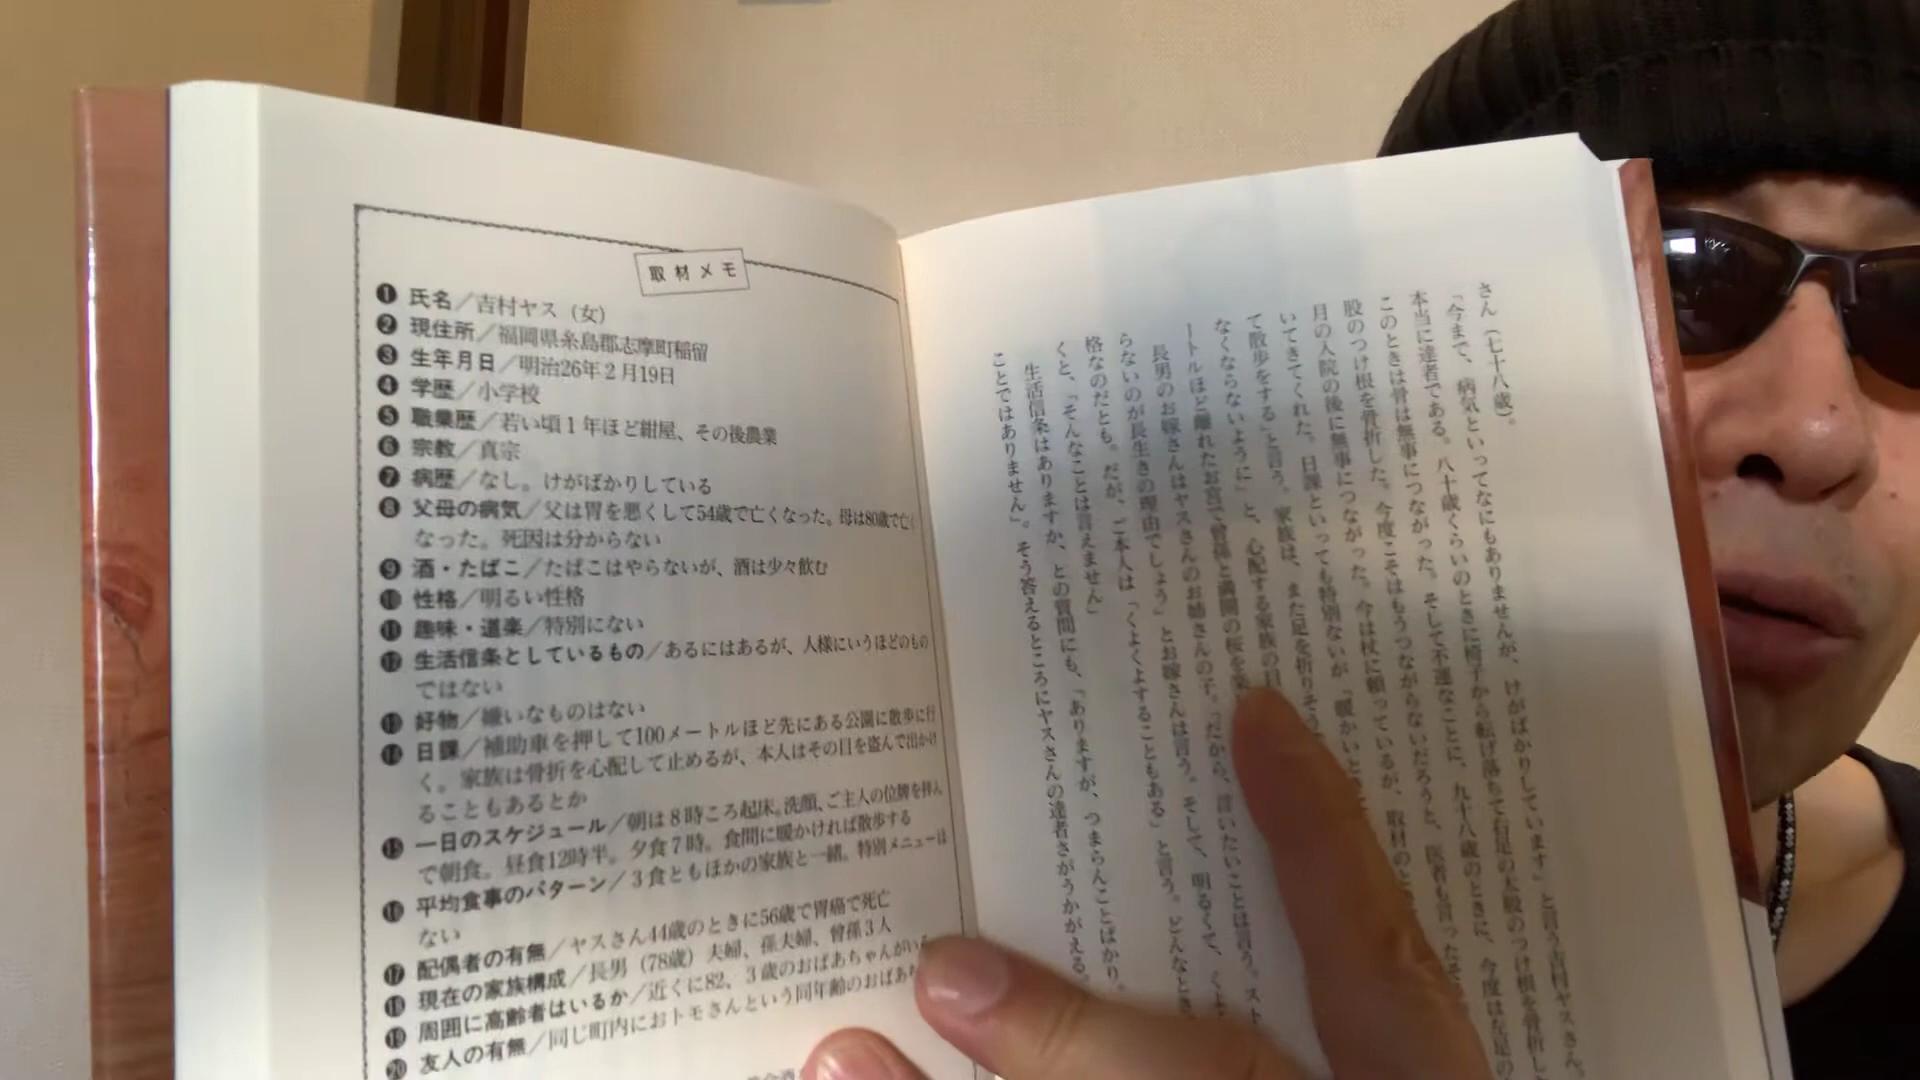 取材メモ
❶ 氏名／吉村ヤス（女）
❷ 現住所／福岡県糸島郡志摩町稲留
❸ 生年月日／明治26年2月19日
❹ 学歴／小学校
❺ 職業歴／若い頃1年ほど紺屋、その後農業
❻ 宗教／真宗
❼ 病歴／なし。けがばかりしている
❽ 父母の病気／父は胃を悪くして54歳で亡くなった。母は80歳で亡く
なった。死因は分からない
❾ 酒・たばこ／たばこはやらないが、酒は少々飲む
❿ 性格／明るい性格
⓫ 趣味・道楽／特別にない
⓬ 生活信条としているもの／あるにはあるが、人様にいうほどのもの
ではない
⓭ 好物／嫌いなものはない
⓮ 日課／補助車を押して100メートルほど先にある公園に散歩に行
く。家族は骨折を心配して止めるが、本人はその目を盗んで出かけ
ることもあるとか
⓯ 一日のスケジュール／朝は8時ころ起床。洗顔、ご主人の位牌を拝ん
で朝食。昼食12時半。夕食7時。食間に暖かければ散歩する
⓰ 平均食事のパターン／3食ともほかの家族と一緒。特別メニューは
ない
⓱ 配偶者の有無／ヤスさん44歳のときに56歳で胃癌で死亡
⓲ 現在の家族構成／長男（78歳）夫婦、孫夫婦、曾孫3人
⓳ 周囲に高齢者はいるか／近くに82、3歳のおばあちゃんがいる
⓴ 友人の有無／同じ町内におトモさんという同年齢のおばあち
さん（七十八歳）。
「今まで、病気といってなにもありませんが、けがばかりしています」と言う吉村ヤスさん。
本当に達者である。八十歳くらいのときに椅子から転げ落ちて右足の太股のつけ根を骨折した
このときは骨は無事につながった。そして不運なことに、九十八歳のときに、今度は左足の
股のつけ根を骨折した。今度こそはもうつながらないだろうと、医者も言ったそ
月の入院の後に無事につながった。今は杖に頼っているが、取材のと
いてきてくれた。日課といっても特別ないが「暖かいと
て散歩をする」と言う。家族は、また足を折りそう
なくならないように」と、心配する家族の目
ートルほど離れたお宮で曾孫と満開の桜を
長男のお嫁さんはヤスさんのお姉さんの子。「だから、言いたいことは言う。スト
らないのが長生きの理由でしょう」とお嫁さんは言う。そして、明るくて、くよ
格なのだとも。だが、ご本人は「くよくよすることもある」と言う。どんなとき
くと、「そんなことは言えません」
生活信条はありますか、との質問にも、「ありますが、つまらんことばかり。
ことではありません」。そう答えるところにヤスさんの達者さがうかがえる